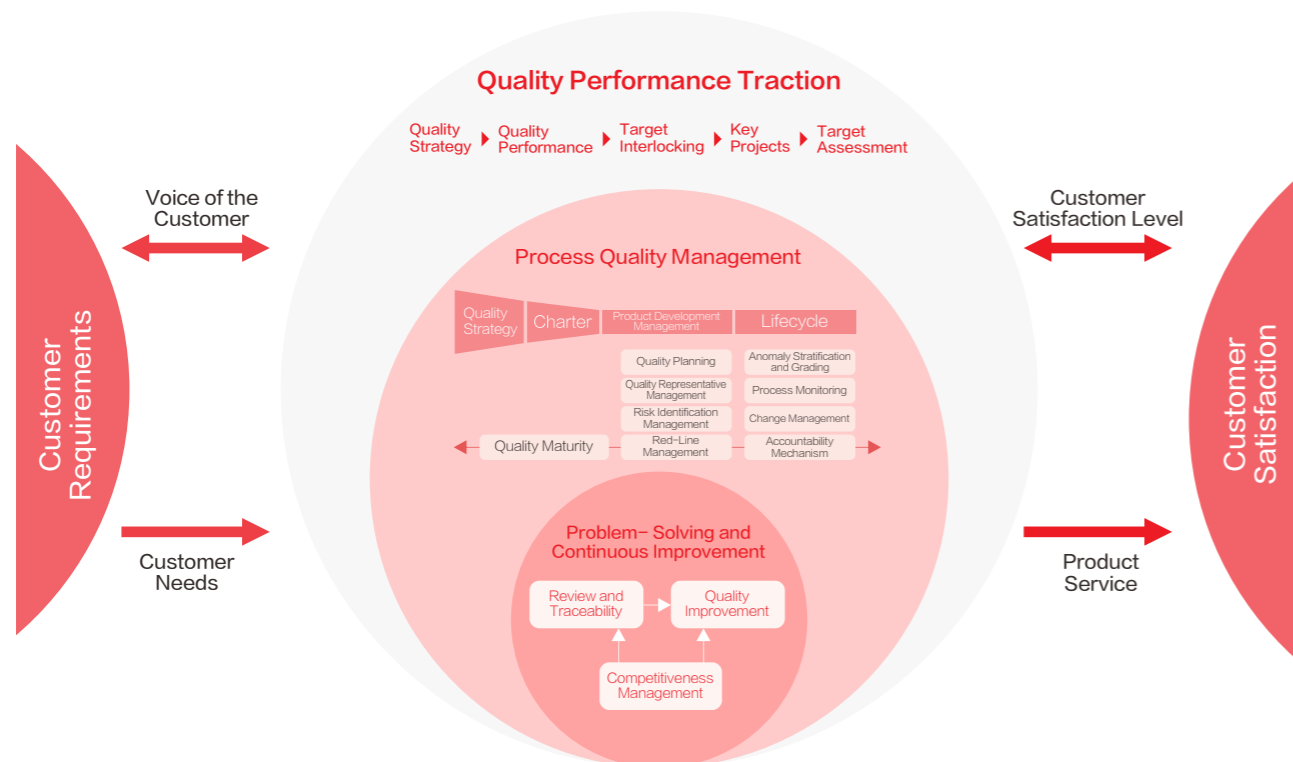 Quality Performance Traction
Quality
Strategy
Quality
Performance
Target
Interlocking
Key
Projects
Target
Assessment
Voice of the
Customer
Customer
Satisfaction Level
Customer
Requirements
Customer
Satisfaction
Process Quality Management
Quality
Strategy
Charter
Product Development
Management
Lifecycle
Quality Planning
Anomaly Stratification
and Grading
Quality Representative
Management
Process Monitoring
Risk Identification
Management
Change Management
Quality Maturity
Red-Line
Management
Accountability
Mechanism
Customer
Needs
Product
Service
Problem- Solving and
Continuous Improvement
Review and
Traceability
Quality
Improvement
Competitiveness
Management